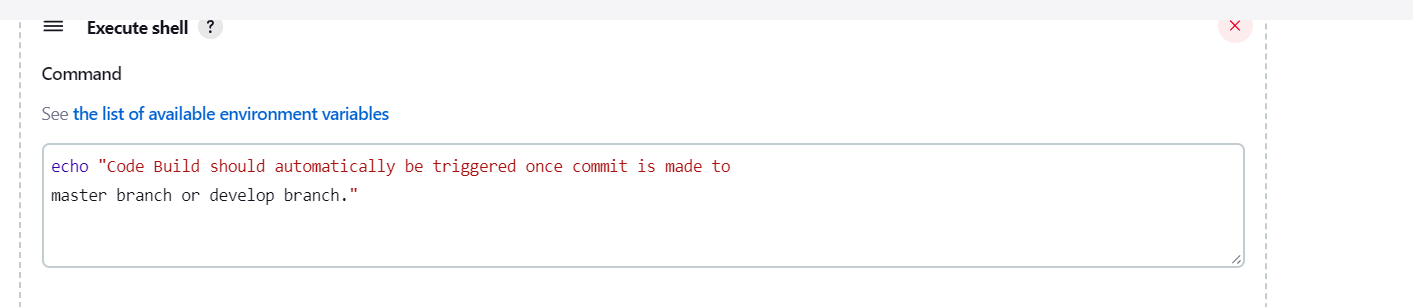 Execute shell ?
Command
See the list of available environment variables
echo "Code Build should automatically be triggered once commit is made to
master branch or develop branch."